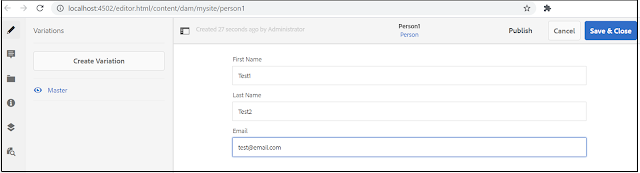 localhost:4502/editor.html/content/dam/mysite/person1
Variations
Created 27 seconds ago by Administrator
Person1
Person
Publish
Cancel
Save & Close
Create Variation
Master
First Name
Test1
Last Name
Test2
Email
test@email.com